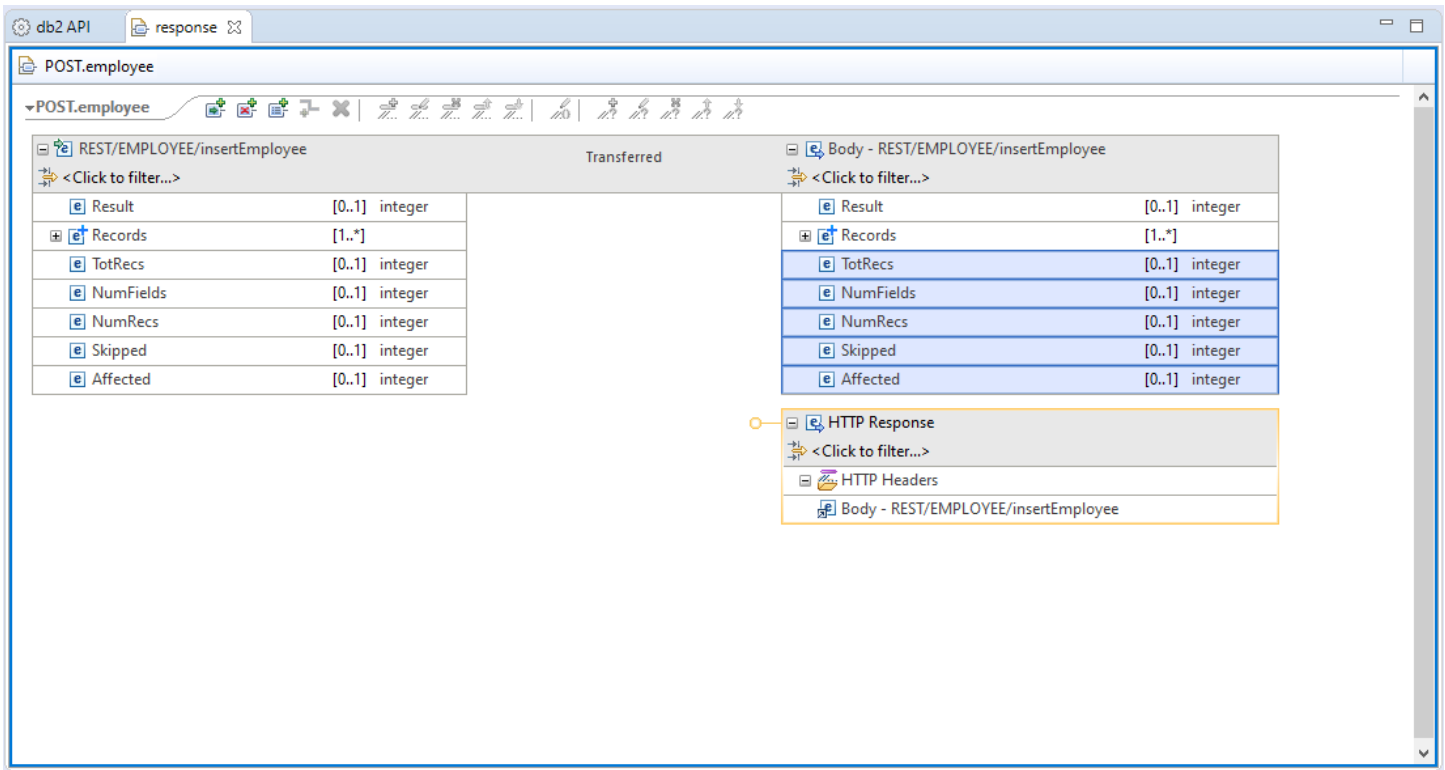 db2 API response
POST.employee
POST.employee
REST/EMPLOYEE/insertEmployee
<Click to filter...>
Result [0..1] integer
Records [1..*]
TotRecs [0..1] integer
NumFields [0..1] integer
NumRecs [0..1] integer
Skipped [0..1] integer
Affected [0..1] integer
Transferred
Body - REST/EMPLOYEE/insertEmployee
<Click to filter...>
Result [0..1] integer
Records [1..*]
TotRecs [0..1] integer
NumFields [0..1] integer
NumRecs [0..1] integer
Skipped [0..1] integer
Affected [0..1] integer
HTTP Response
<Click to filter...>
HTTP Headers
Body - REST/EMPLOYEE/insertEmployee